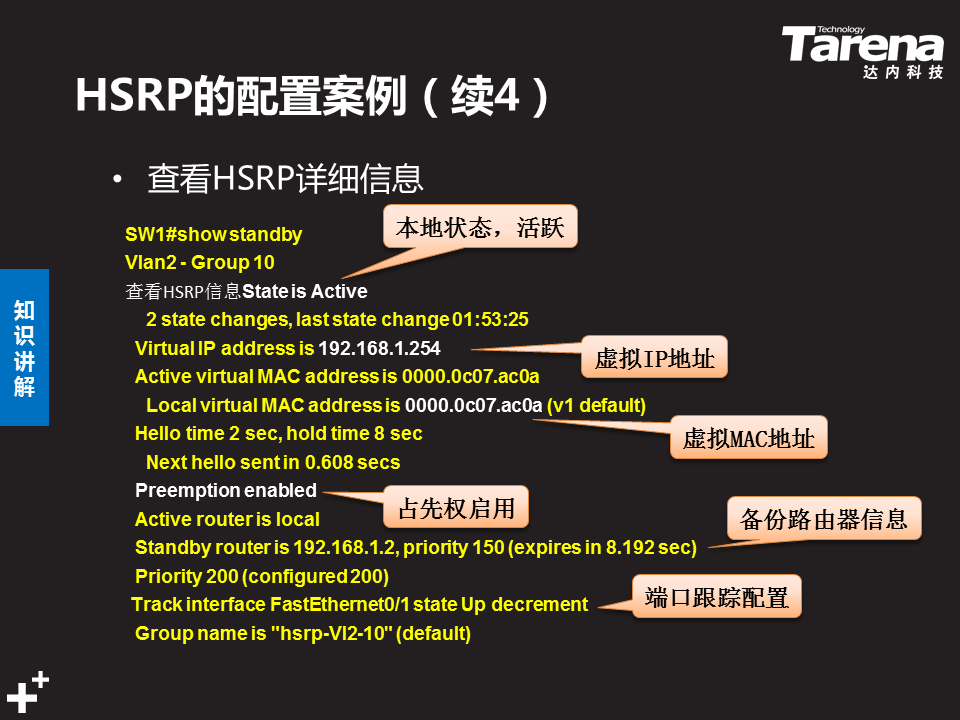 Technology
Tarena
达内科技
HSRP的配置案例（续4）
• 查看HSRP详细信息
本地状态，活跃
SW1#show standby
Vlan2 - Group 10
查看HSRP信息State is Active
2 state changes, last state change 01:53:25
Virtual IP address is 192.168.1.254
虚拟IP地址
Active virtual MAC address is 0000.0c07.ac0a
Local virtual MAC address is 0000.0c07.ac0a (v1 default)
虚拟MAC地址
Hello time 2 sec, hold time 8 sec
Next hello sent in 0.608 secs
Preemption enabled
占先权启用
Active router is local
备份路由器信息
Standby router is 192.168.1.2, priority 150 (expires in 8.192 sec)
Priority 200 (configured 200)
端口跟踪配置
Track interface FastEthernet0/1 state Up decrement
Group name is "hsrp-Vl2-10" (default)
知
识
讲
解